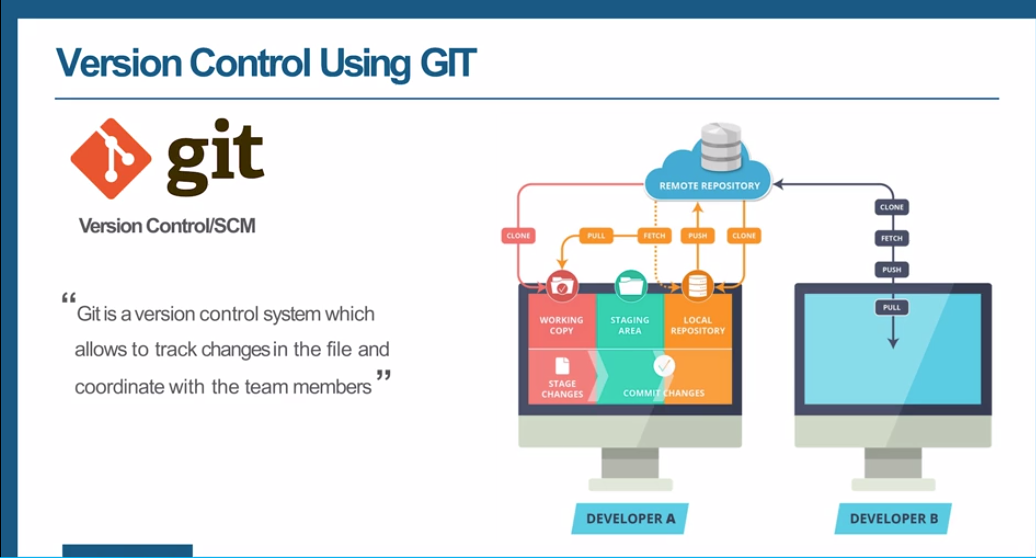 Version Control Using GIT
git
Version Control/SCM
“Git is a version control system which
allows to track changes in the file and
coordinate with the team members”
REMOTE REPOSITORY
CLONE
PULL
FETCH
PUSH
CLONE
WORKING
COPY
STAGING
AREA
LOCAL
REPOSITORY
STAGE
CHANGES
COMMIT CHANGES
DEVELOPER A
CLONE
FETCH
PUSH
PULL
DEVELOPER B